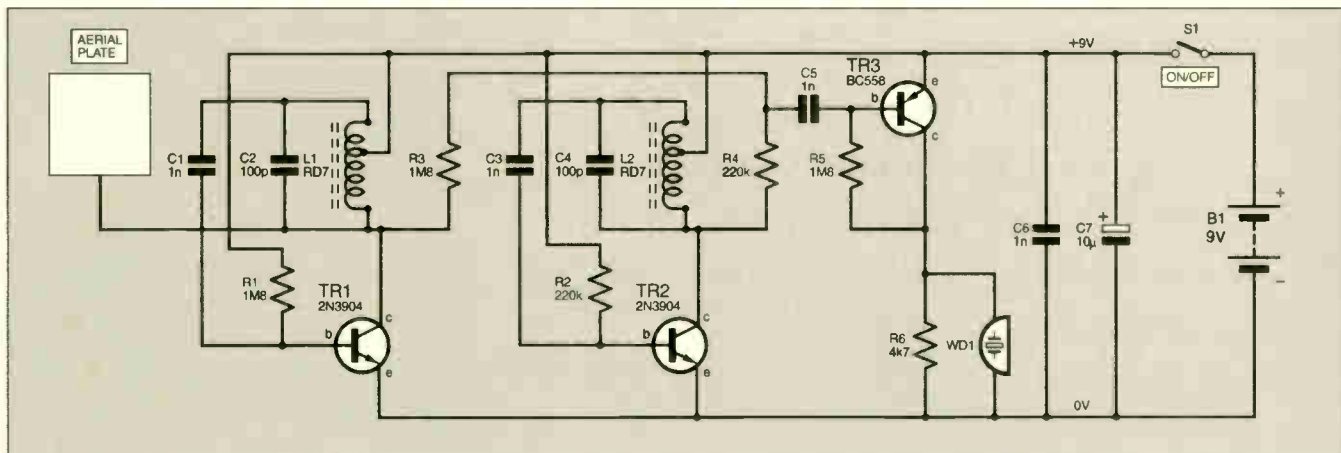 AERIAL
PLATE
C1
1n
C2
100p
L1
RD7
R1
1M8
TR1
2N3904
b
c
e
R3
1M8
C3
1n
C4
100p
L2
RD7
R2
220k
TR2
2N3904
b
c
e
R4
220k
C5
1n
R5
1M8
TR3
BC558
b
e
c
R6
4k7
WD1
+9V
0V
C6
1n
+
C7
10µ
S1
ON/OFF
B1
9V
+
−